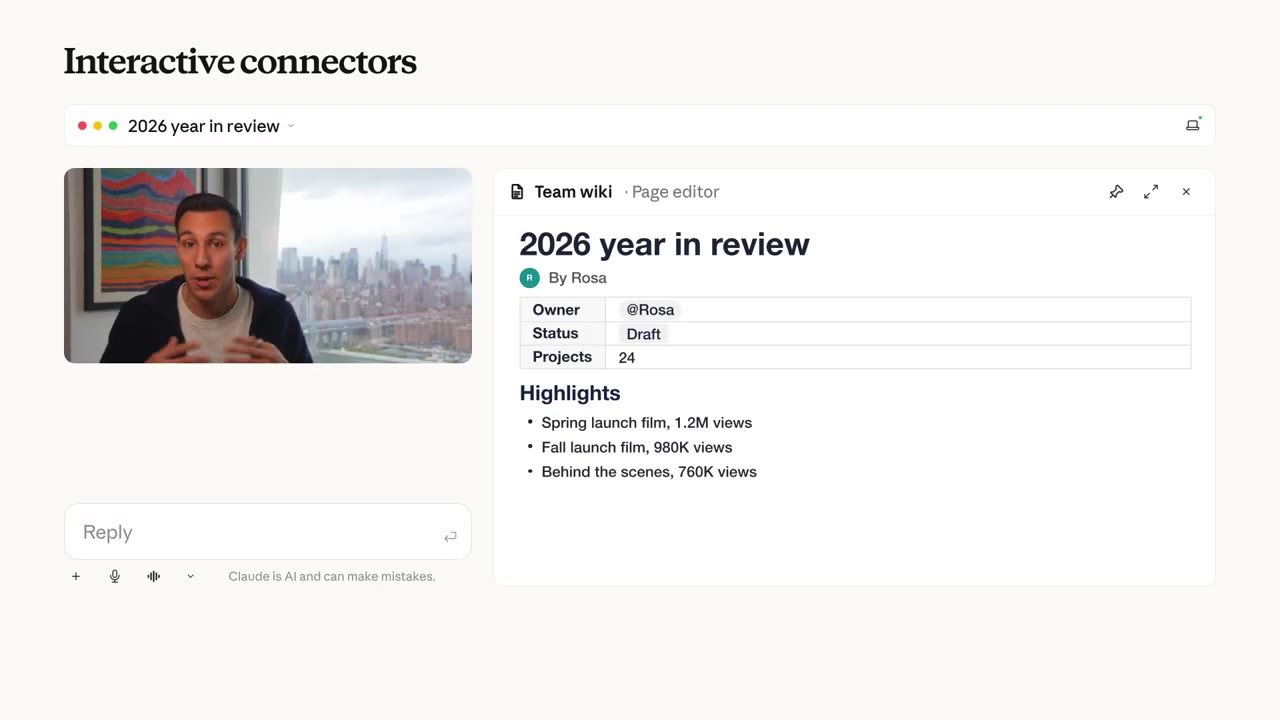 Interactive connectors
2026 year in review
Reply
Claude is AI and can make mistakes.
Team wiki · Page editor
2026 year in review
R By Rosa
Owner @Rosa
Status Draft
Projects 24
Highlights
• Spring launch film, 1.2M views
• Fall launch film, 980K views
• Behind the scenes, 760K views